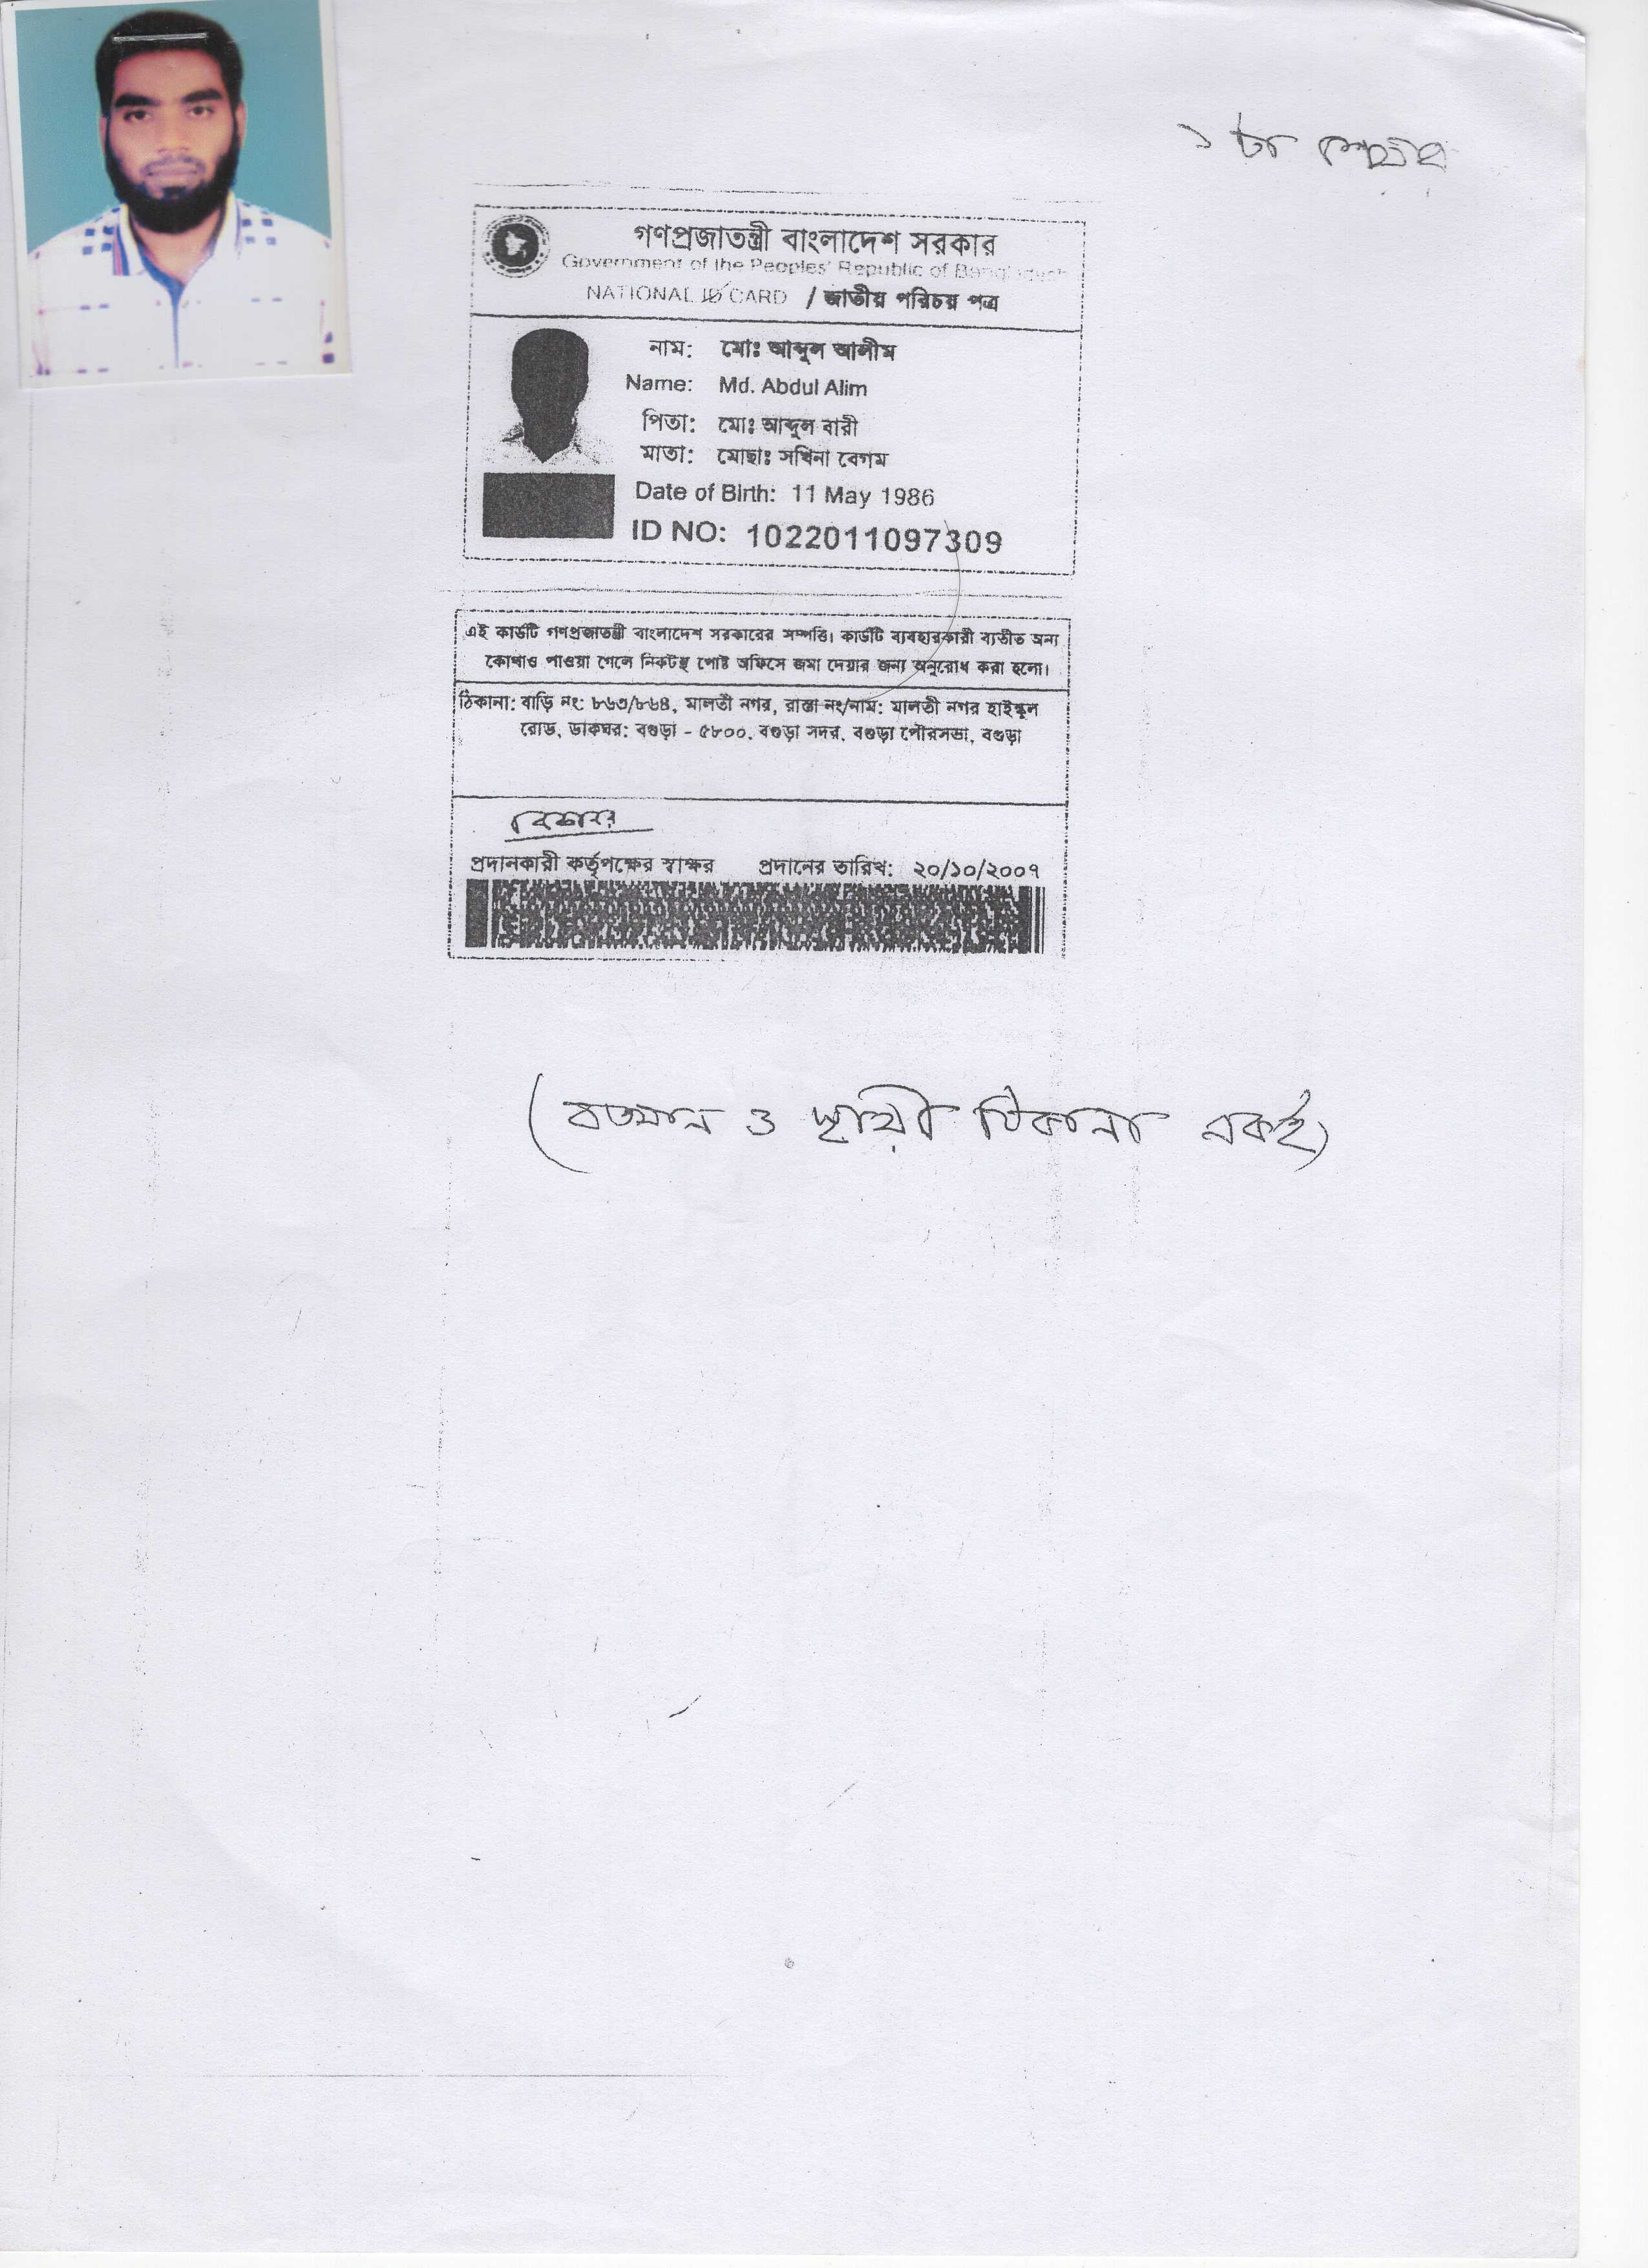 ১ টা শেয়ার
গণপ্রজাতন্ত্রী বাংলাদেশ সরকার
Government of the Peoples' Republic of Bangladesh
NATIONAL ID CARD / জাতীয় পরিচয় পত্র
নাম: মোঃ আব্দুল আলীম
Name: Md. Abdul Alim
পিতা: মোঃ আব্দুল বারী
মাতা: মোছাঃ সখিনা বেগম
Date of Birth: 11 May 1986
ID NO: 1022011097309
এই কার্ডটি গণপ্রজাতন্ত্রী বাংলাদেশ সরকারের সম্পত্তি। কার্ডটি ব্যবহারকারী ব্যতীত অন্য
কোথাও পাওয়া গেলে নিকটস্থ পোষ্ট অফিসে জমা দেয়ার জন্য অনুরোধ করা হলো।
ঠিকানা: বাড়ি নং: ৮৬৩/৮৬৪, মালতী নগর, রাস্তা নং/নাম: মালতী নগর হাইস্কুল
রোড, ডাকঘর: বগুড়া - ৫৮০০, বগুড়া সদর, বগুড়া পৌরসভা, বগুড়া
প্রদানকারী কর্তৃপক্ষের স্বাক্ষর প্রদানের তারিখ: ২০/১০/২০০৭
(বতমান ও স্থায়ী ঠিকানা একই)